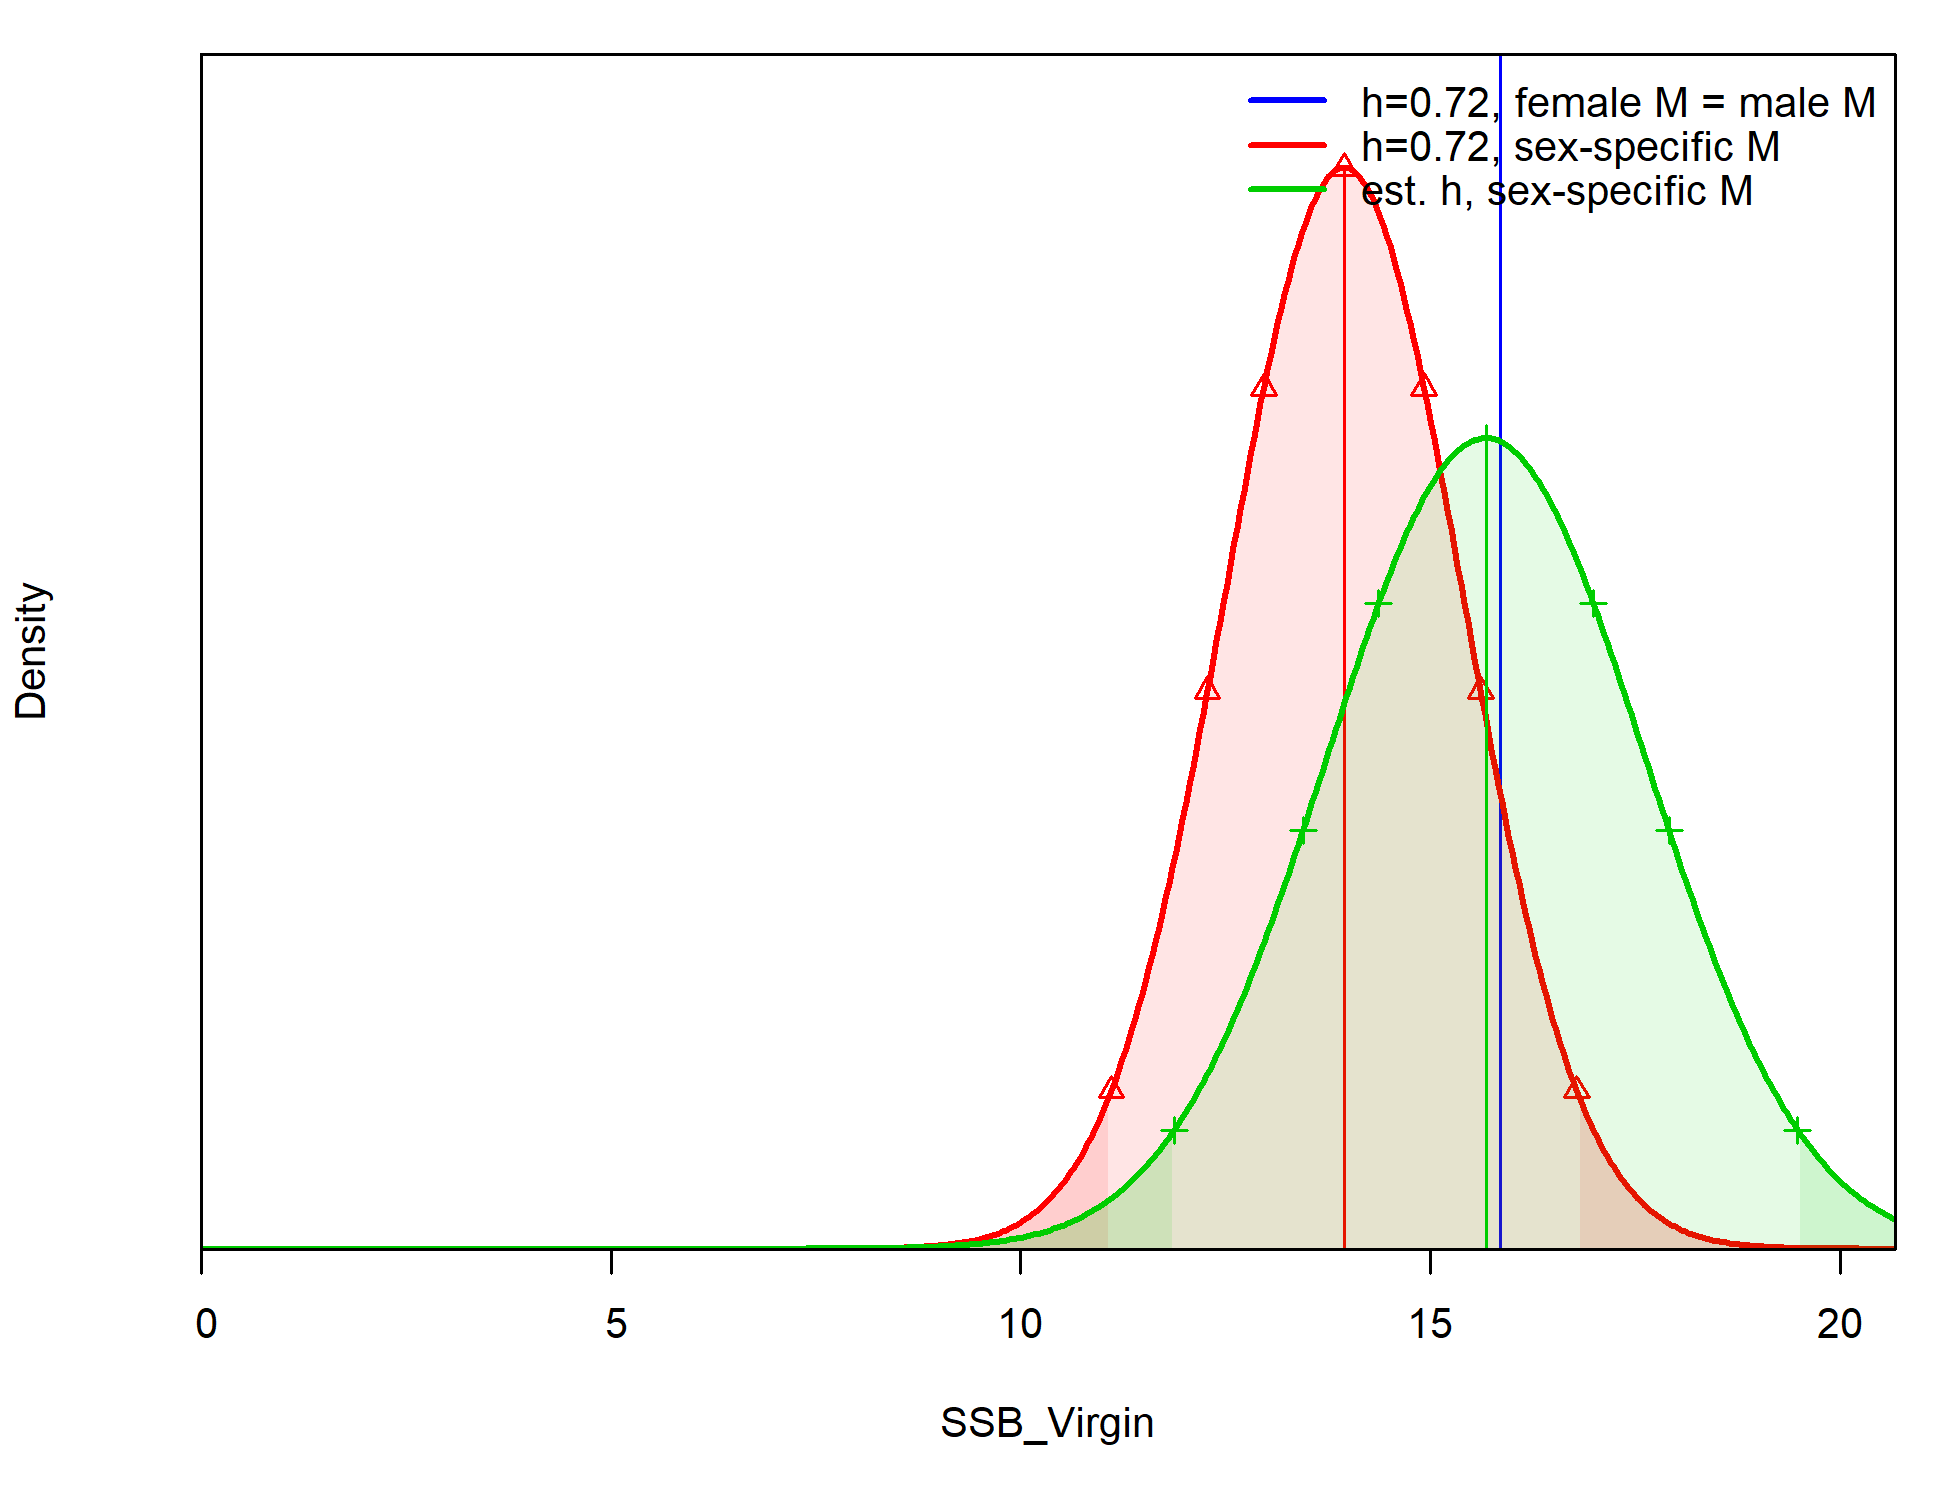 h=0.72, female M = male M
h=0.72, sex-specific M
est. h, sex-specific M
Density
0 5 10 15 20
SSB_Virgin